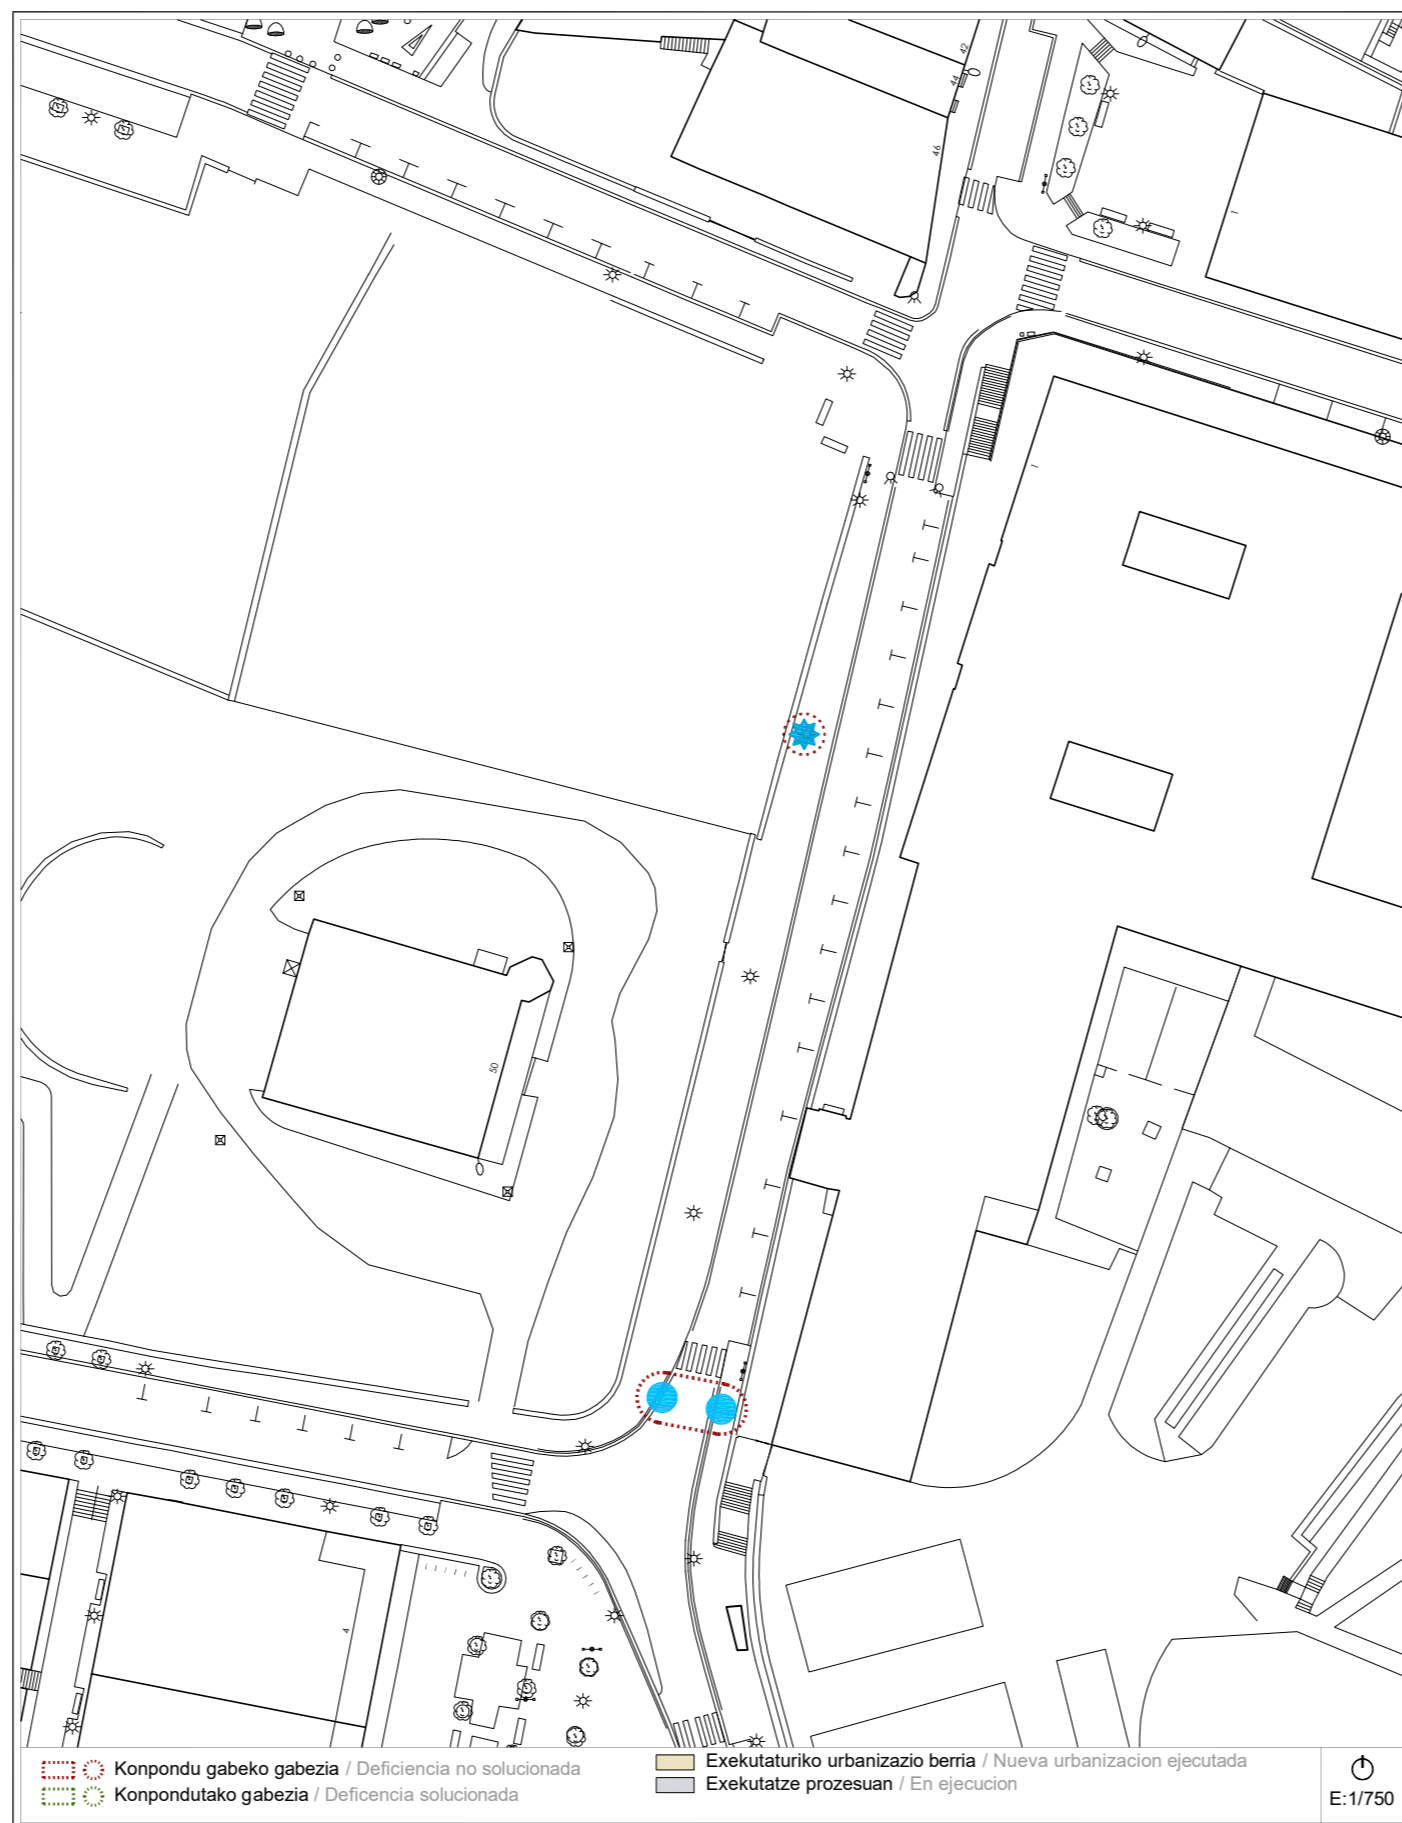 42
44
46
50
4
Konpondu gabeko gabezia / Deficiencia no solucionada
Konpondutako gabezia / Deficencia solucionada
Exekutaturiko urbanizazio berria / Nueva urbanizacion ejecutada
Exekutatze prozesuan / En ejecucion
E:1/750